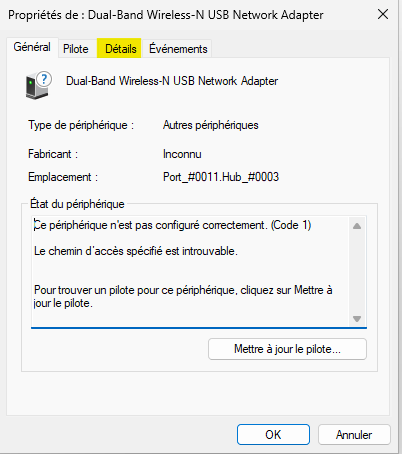 Propriétés de : Dual-Band Wireless-N USB Network Adapter
Général Pilote Détails Événements
Dual-Band Wireless-N USB Network Adapter
Type de périphérique : Autres périphériques
Fabricant : Inconnu
Emplacement : Port_#0011.Hub_#0003
État du périphérique
Ce périphérique n'est pas configuré correctement. (Code 1)
Le chemin d'accès spécifié est introuvable.
Pour trouver un pilote pour ce périphérique, cliquez sur Mettre à
jour le pilote.
Mettre à jour le pilote...
OK Annuler